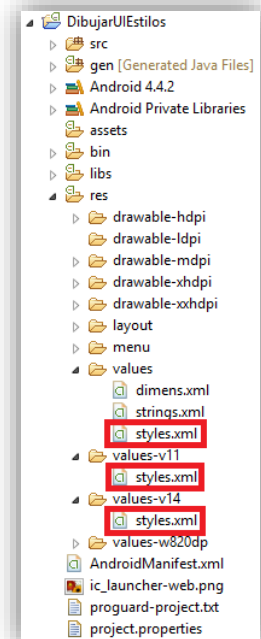 DibujarUIEstilos
src
gen [Generated Java Files]
Android 4.4.2
Android Private Libraries
assets
bin
libs
res
drawable-hdpi
drawable-ldpi
drawable-mdpi
drawable-xhdpi
drawable-xxhdpi
layout
menu
values
dimens.xml
strings.xml
styles.xml
values-v11
styles.xml
values-v14
styles.xml
values-w820dp
AndroidManifest.xml
ic_launcher-web.png
proguard-project.txt
project.properties